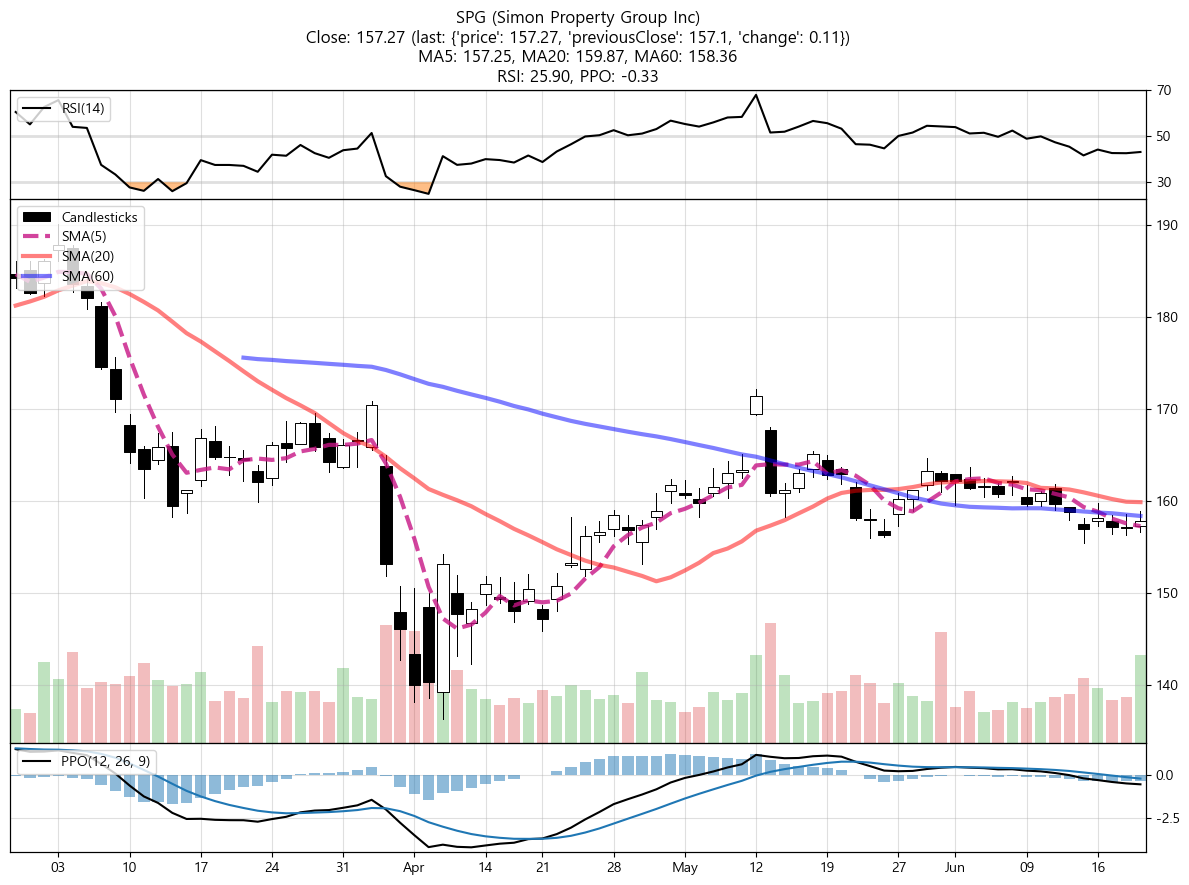 SPG (Simon Property Group Inc)
Close: 157.27 (last: {'price': 157.27, 'previousClose': 157.1, 'change': 0.11})
MA5: 157.25, MA20: 159.87, MA60: 158.36
RSI: 25.90, PPO: -0.33
RSI(14)
70
50
30
Candlesticks
SMA(5)
SMA(20)
SMA(60)
190
180
170
160
150
140
PPO(12, 26, 9)
0.0
−2.5
03 10 17 24 31 Apr 14 21 28 May 12 19 27 Jun 09 16